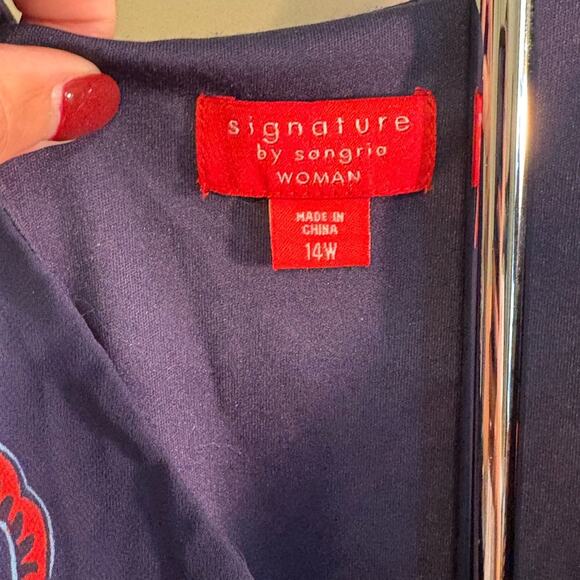 signature
by sangria
WOMAN
MADE IN
CHINA
14W